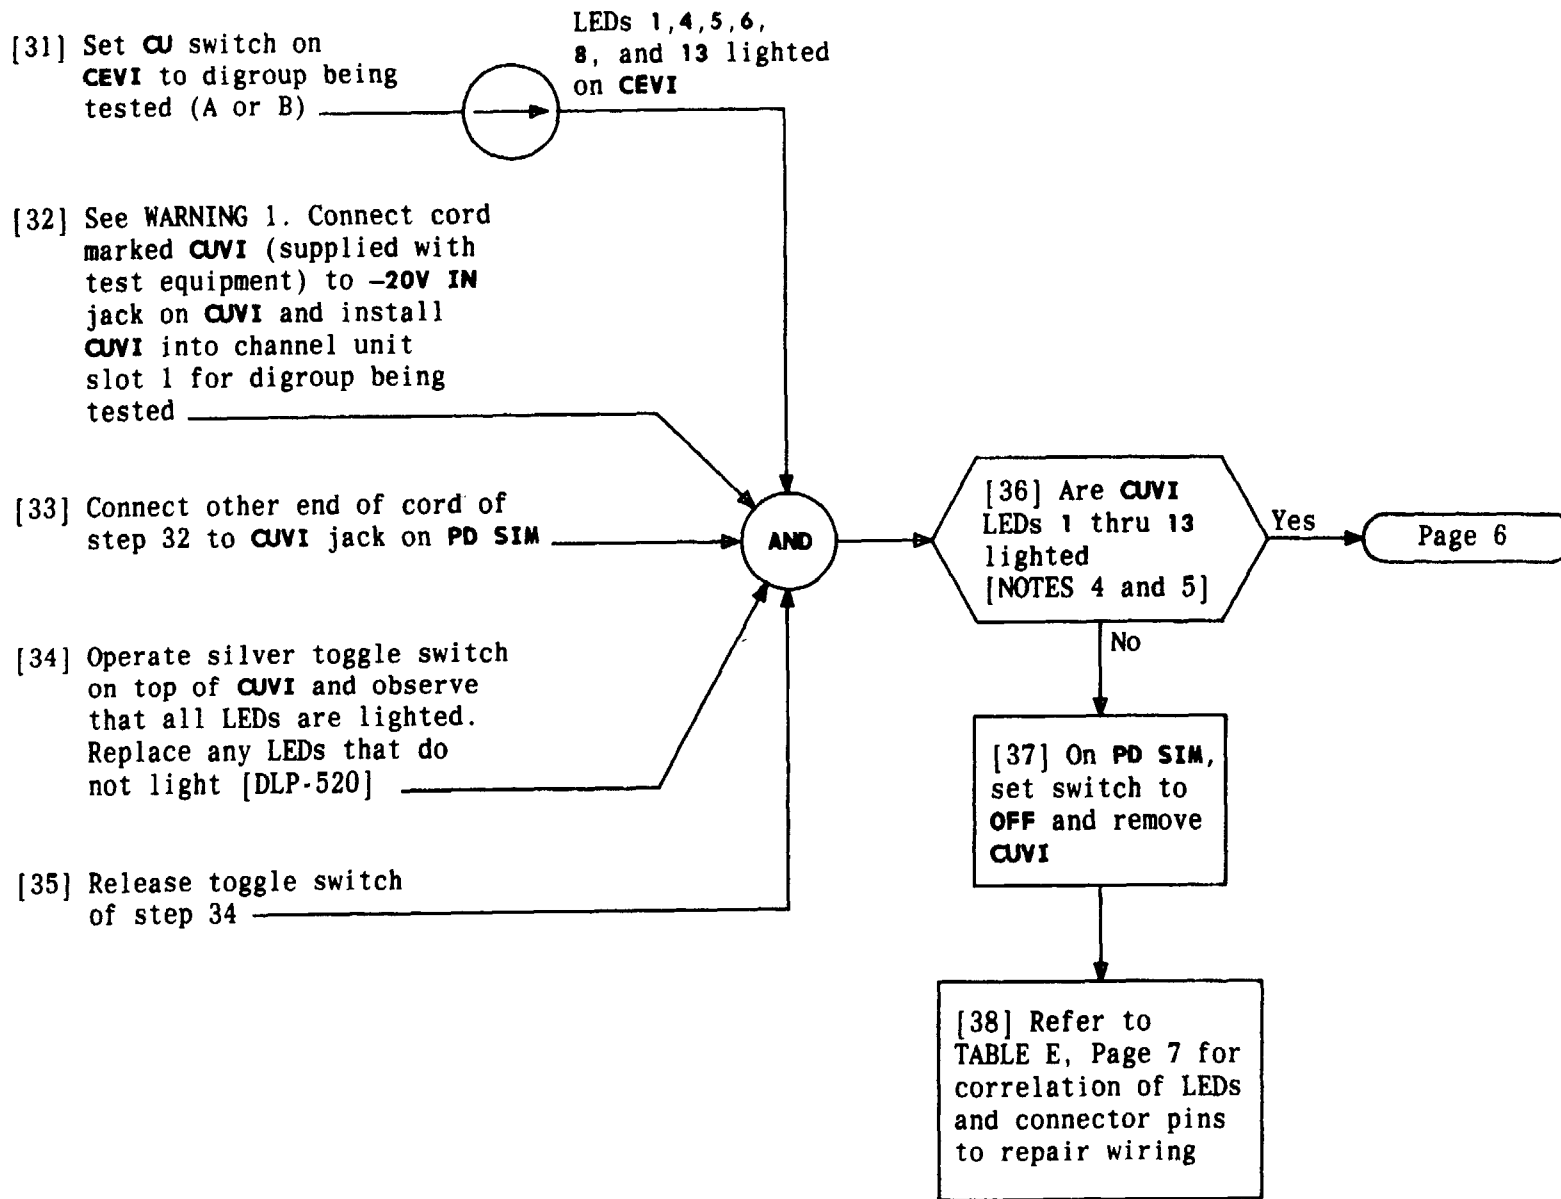 [31] Set CU switch on
CEVI to digroup being
tested (A or B)
LEDs 1,4,5,6,
8, and 13 lighted
on CEVI
[32] See WARNING 1. Connect cord
marked CUVI (supplied with
test equipment) to -20V IN
jack on CUVI and install
CUVI into channel unit
slot 1 for digroup being
tested
[33] Connect other end of cord of
step 32 to CUVI jack on PD SIM
[34] Operate silver toggle switch
on top of CUVI and observe
that all LEDs are lighted.
Replace any LEDs that do
not light [DLP-520]
[35] Release toggle switch
of step 34
AND
[36] Are CUVI
LEDs 1 thru 13
lighted
[NOTES 4 and 5]
Yes
Page 6
No
[37] On PD SIM,
set switch to
OFF and remove
CUVI
[38] Refer to
TABLE E, Page 7 for
correlation of LEDs
and connector pins
to repair wiring